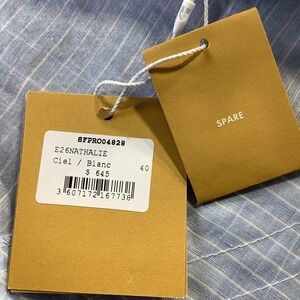 SPARE
SFPRO04828
E26NATHALIE
Ciel / Blanc 40
$ 645
3 607172 167738